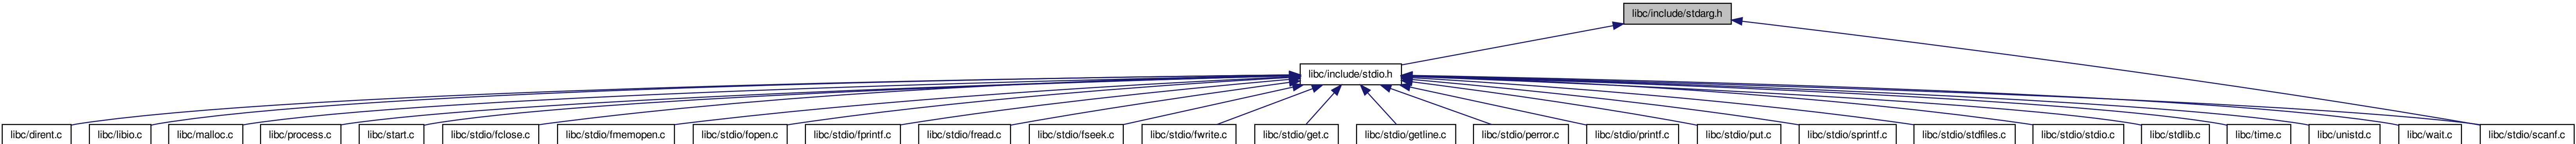 libc/include/stdarg.h
libc/include/stdio.h
libc/dirent.c
libc/libio.c
libc/malloc.c
libc/process.c
libc/start.c
libc/stdio/fclose.c
libc/stdio/fmemopen.c
libc/stdio/fopen.c
libc/stdio/fprintf.c
libc/stdio/fread.c
libc/stdio/fseek.c
libc/stdio/fwrite.c
libc/stdio/get.c
libc/stdio/getline.c
libc/stdio/perror.c
libc/stdio/printf.c
libc/stdio/put.c
libc/stdio/sprintf.c
libc/stdio/stdfiles.c
libc/stdio/stdio.c
libc/stdlib.c
libc/time.c
libc/unistd.c
libc/wait.c
libc/stdio/scanf.c